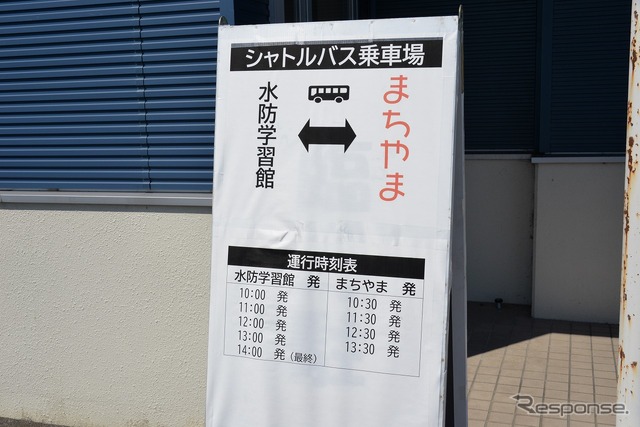 シャトルバス乗車場
水防学習館
まちやま
運行時刻表
水防学習館 発 まちやま 発
10:00 発 10:30 発
11:00 発 11:30 発
12:00 発 12:30 発
13:00 発 13:30 発
14:00 発（最終）
Response.